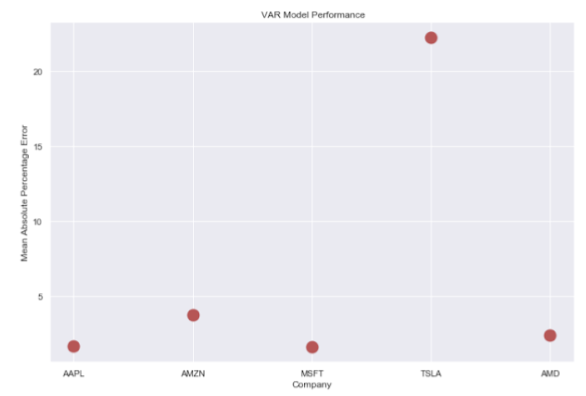 VAR Model Performance
Mean Absolute Percentage Error
20
15
10
5
AAPL AMZN MSFT TSLA AMD
Company